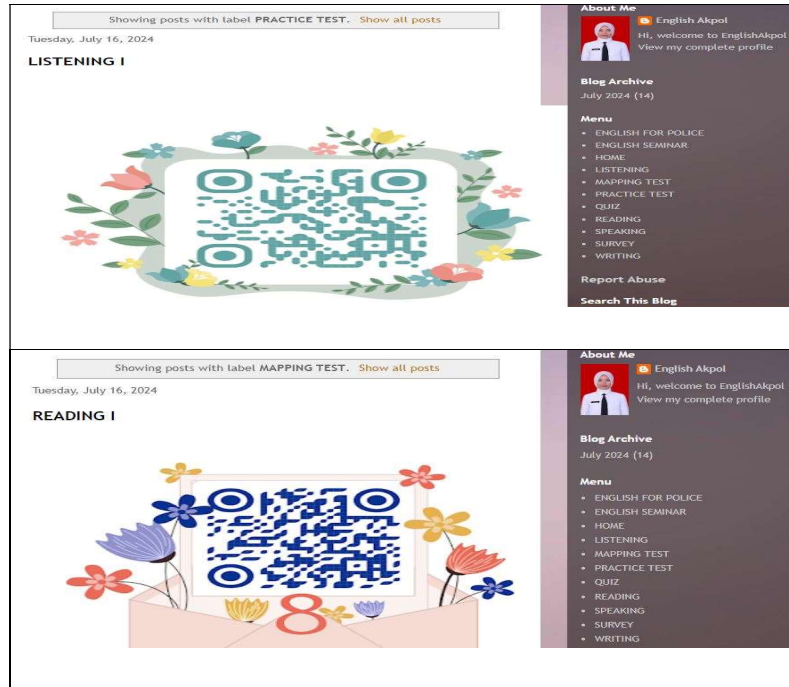 Showing posts with label PRACTICE TEST. Show all posts
Tuesday, July 16, 2024
LISTENING I
About Me
English Akpol
Hi, welcome to EnglishAkpol
View my complete profile
Blog Archive
July 2024 (14)
Menu
ENGLISH FOR POLICE
ENGLISH SEMINAR
HOME
LISTENING
MAPPING TEST
PRACTICE TEST
QUIZ
READING
SPEAKING
SURVEY
WRITING
Report Abuse
Search This Blog
Showing posts with label MAPPING TEST. Show all posts
Tuesday, July 16, 2024
READING I
8
About Me
English Akpol
Hi, welcome to EnglishAkpol
View my complete profile
Blog Archive
July 2024 (14)
Menu
ENGLISH FOR POLICE
ENGLISH SEMINAR
HOME
LISTENING
MAPPING TEST
PRACTICE TEST
QUIZ
READING
SPEAKING
SURVEY
WRITING